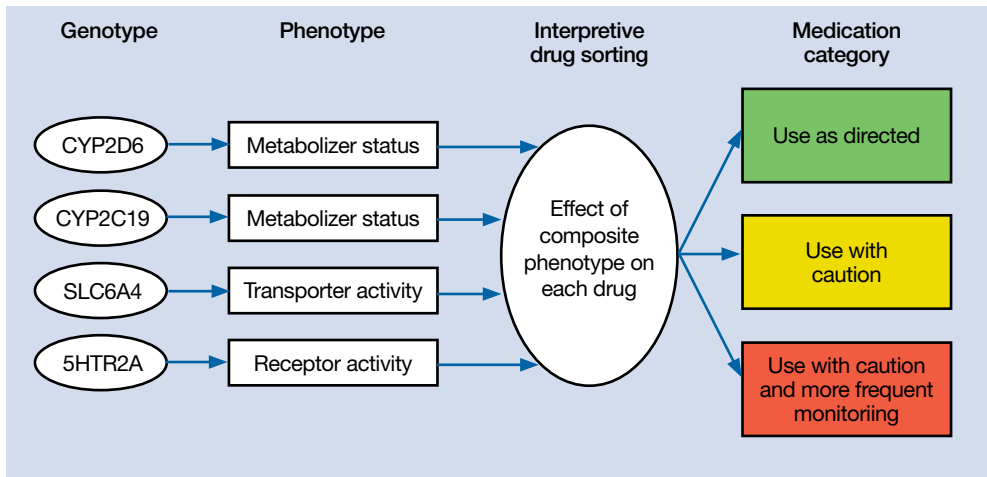 Genotype
Phenotype
Interpretive
drug sorting
Medication
category
CYP2D6
Metabolizer status
CYP2C19
Metabolizer status
SLC6A4
Transporter activity
5HTR2A
Receptor activity
Effect of
composite
phenotype on
each drug
Use as directed
Use with
caution
Use with caution
and more frequent
monitoriing